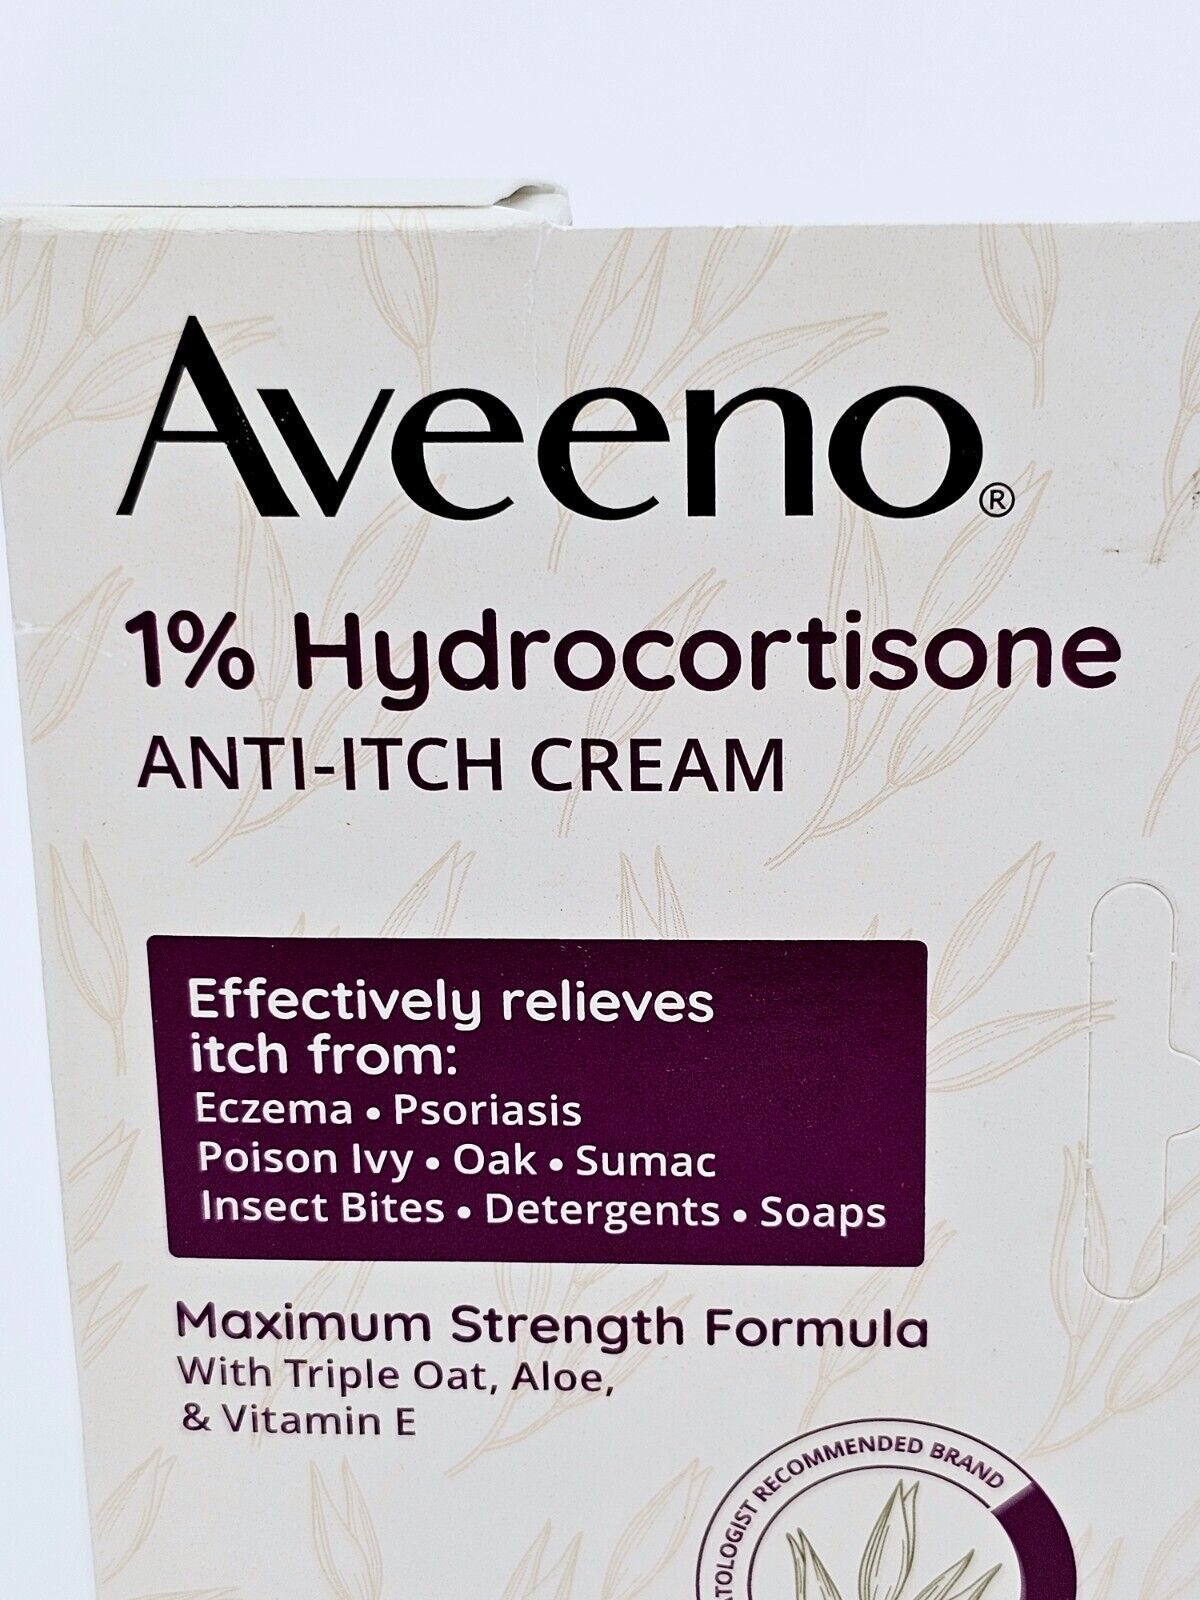 Aveeno®
1% Hydrocortisone
ANTI-ITCH CREAM
Effectively relieves
itch from:
Eczema • Psoriasis
Poison Ivy • Oak • Sumac
Insect Bites • Detergents • Soaps
Maximum Strength Formula
With Triple Oat, Aloe,
& Vitamin E
RECOMMENDED BRAND